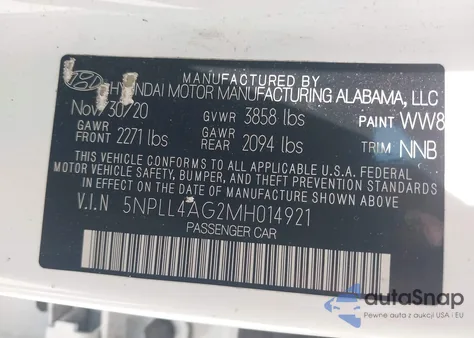 MANUFACTURED BY
HYUNDAI MOTOR MANUFACTURING ALABAMA, LLC
Nov/30/20 GVWR 3858 lbs PAINT WW8
GAWR FRONT 2271 lbs GAWR REAR 2094 lbs TRIM NNB
THIS VEHICLE CONFORMS TO ALL APPLICABLE U.S.A FEDERAL
MOTOR VEHICLE SAFETY, BUMPER, AND THEFT PREVENTION
STANDARDS IN EFFECT ON THE DATE OF MANUFACTURE SHOWN ABOVE.
V.I.N 5NPLL4AG2MH014921
PASSENGER CAR
autaSnap
Pewne auta z aukcji USA i EU